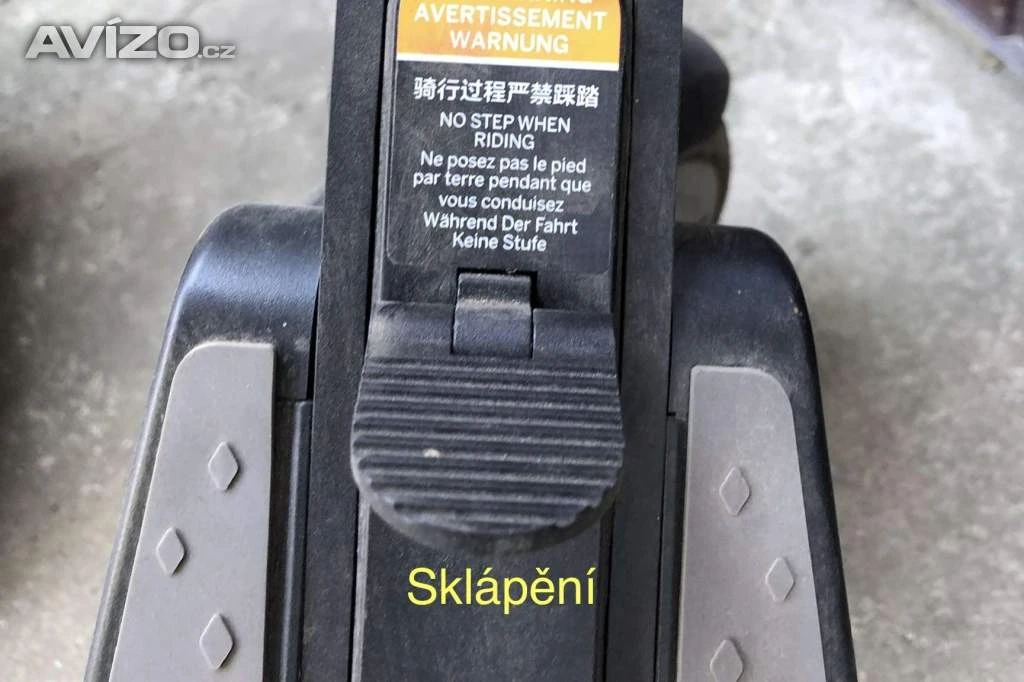 AVÍZO.cz
AVERTISSEMENT
WARNUNG
骑行过程严禁踩踏
NO STEP WHEN
RIDING
Ne posez pas le pied
par terre pendant que
vous conduisez
Während Der Fahrt
Keine Stufe
Sklápění